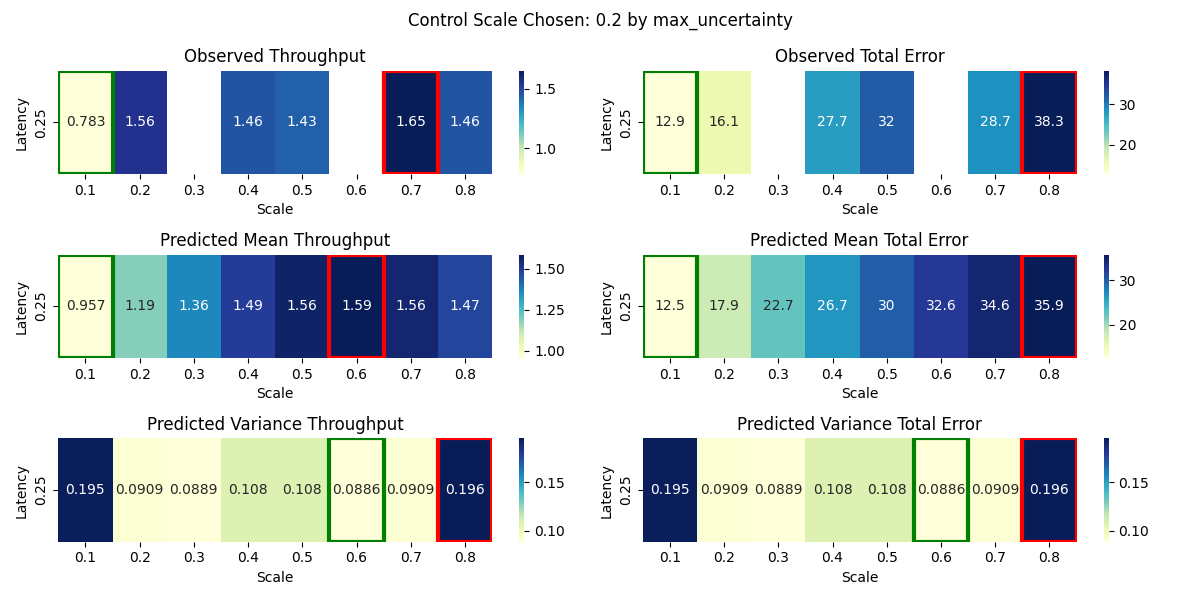 Control Scale Chosen: 0.2 by max_uncertainty
Observed Throughput
Latency
0.25
0.783 1.56 1.46 1.43 1.65 1.46
0.1 0.2 0.3 0.4 0.5 0.6 0.7 0.8
Scale
1.5
1.0
Observed Total Error
Latency
0.25
12.9 16.1 27.7 32 28.7 38.3
0.1 0.2 0.3 0.4 0.5 0.6 0.7 0.8
Scale
30
20
Predicted Mean Throughput
Latency
0.25
0.957 1.19 1.36 1.49 1.56 1.59 1.56 1.47
0.1 0.2 0.3 0.4 0.5 0.6 0.7 0.8
Scale
1.50
1.25
1.00
Predicted Mean Total Error
Latency
0.25
12.5 17.9 22.7 26.7 30 32.6 34.6 35.9
0.1 0.2 0.3 0.4 0.5 0.6 0.7 0.8
Scale
30
20
Predicted Variance Throughput
Latency
0.25
0.195 0.0909 0.0889 0.108 0.108 0.0886 0.0909 0.196
0.1 0.2 0.3 0.4 0.5 0.6 0.7 0.8
Scale
0.15
0.10
Predicted Variance Total Error
Latency
0.25
0.195 0.0909 0.0889 0.108 0.108 0.0886 0.0909 0.196
0.1 0.2 0.3 0.4 0.5 0.6 0.7 0.8
Scale
0.15
0.10